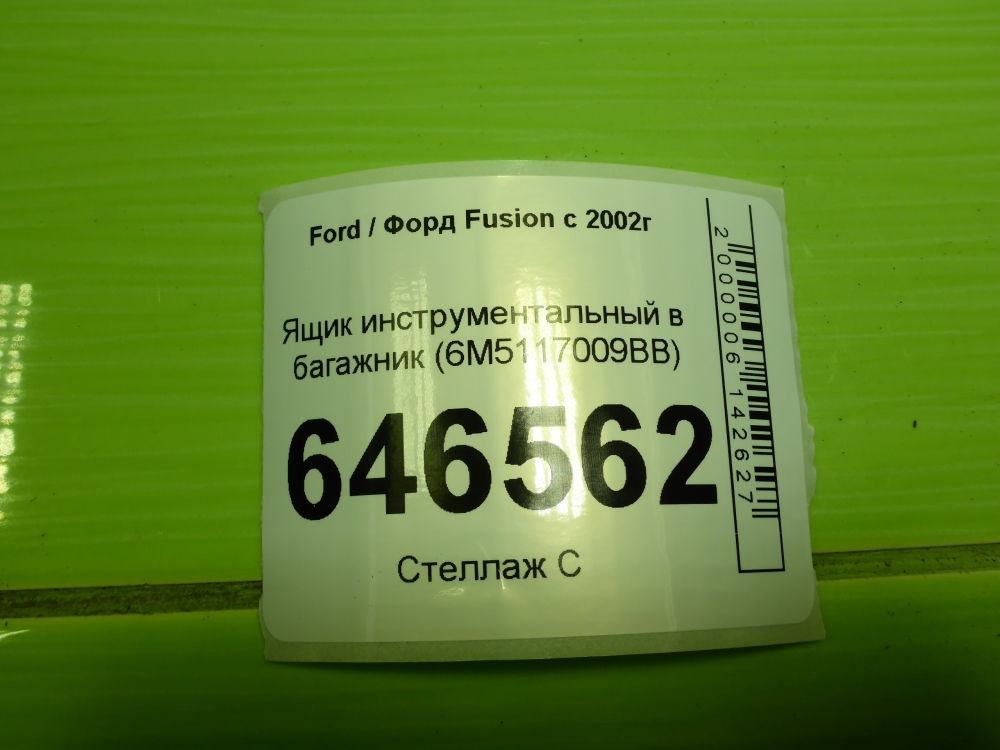 Ford / Форд Fusion с 2002г
Ящик инструментальный в
багажник (6M5117009BB)
646562
Стеллаж С
2000006142627